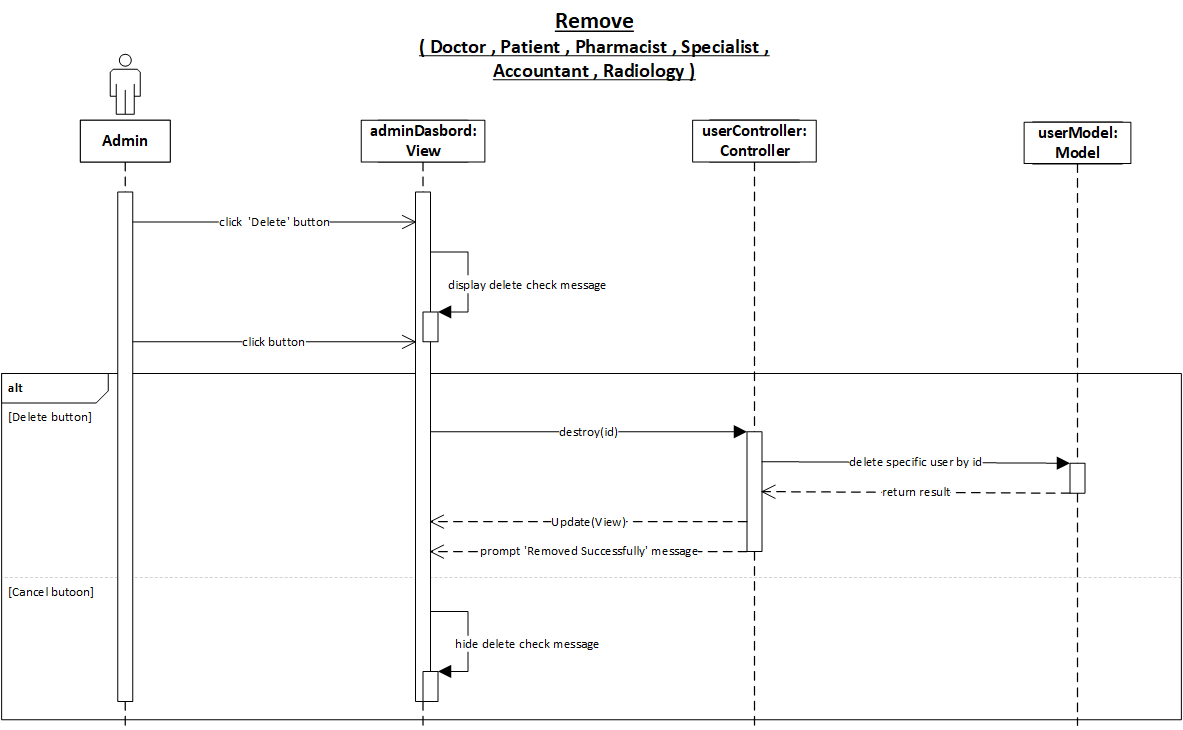 Remove
( Doctor , Patient , Pharmacist , Specialist ,
Accountant , Radiology )
Admin
adminDasbord:
View
userController:
Controller
userModel:
Model
click 'Delete' button
display delete check message
click button
alt
[Delete button]
destroy(id)
delete specific user by id
return result
Update(View)
prompt 'Removed Successfully' message
[Cancel butoon]
hide delete check message